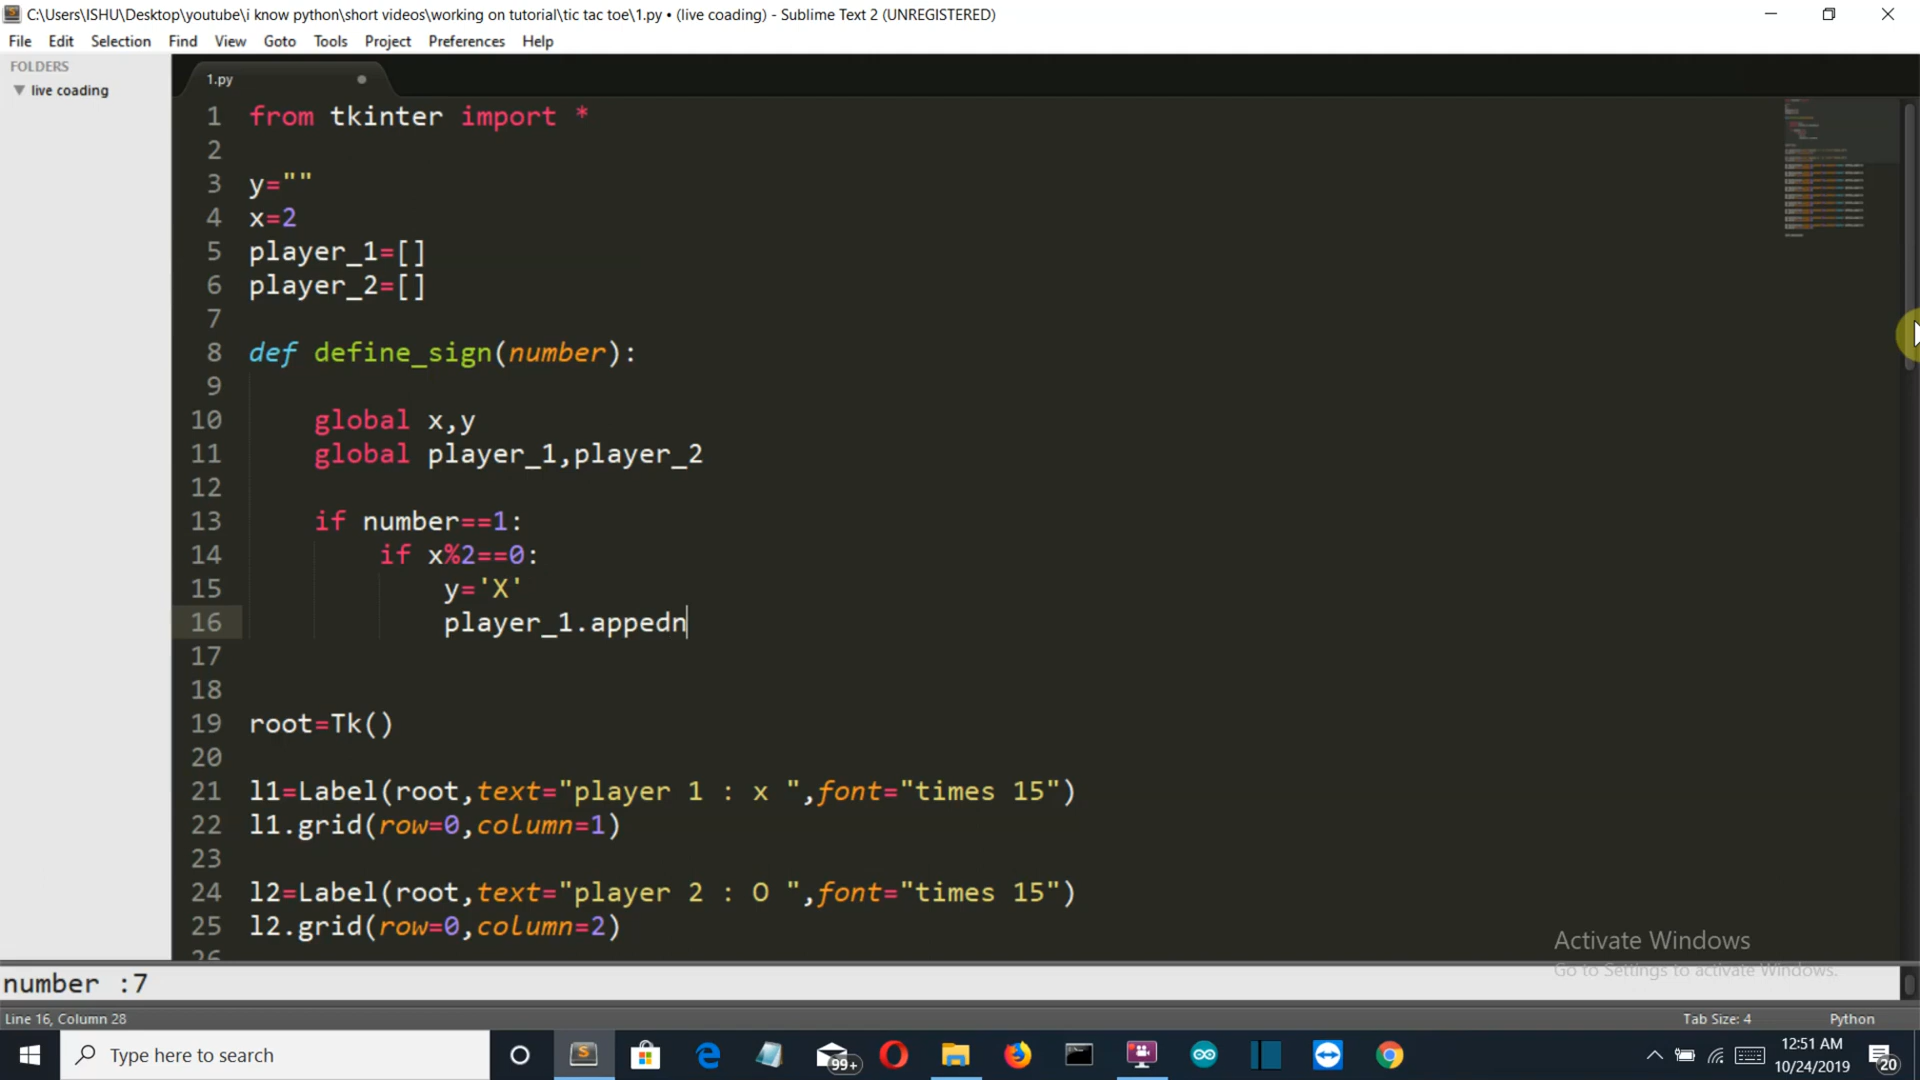 C:\Users\ISHU\Desktop\youtube\i know python\short videos\working on tutorial\tic tac toe\1.py • (live coading) - Sublime Text 2 (UNREGISTERED)
File Edit Selection Find View Goto Tools Project Preferences Help
FOLDERS
live coading
1.py
1 from tkinter import *
2
3 y=""
4 x=2
5 player_1=[]
6 player_2=[]
7
8 def define_sign(number):
9
10 global x,y
11 global player_1,player_2
12
13 if number==1:
14 if x%2==0:
15 y='X'
16 player_1.appedn
17
18
19 root=Tk()
20
21 l1=Label(root,text="player 1 : x ",font="times 15")
22 l1.grid(row=0,column=1)
23
24 l2=Label(root,text="player 2 : O ",font="times 15")
25 l2.grid(row=0,column=2)
26
Activate Windows
Go to Settings to activate Windows.
number :7
Line 16, Column 28
Tab Size: 4
Python
Type here to search
99+
12:51 AM
10/24/2019
20